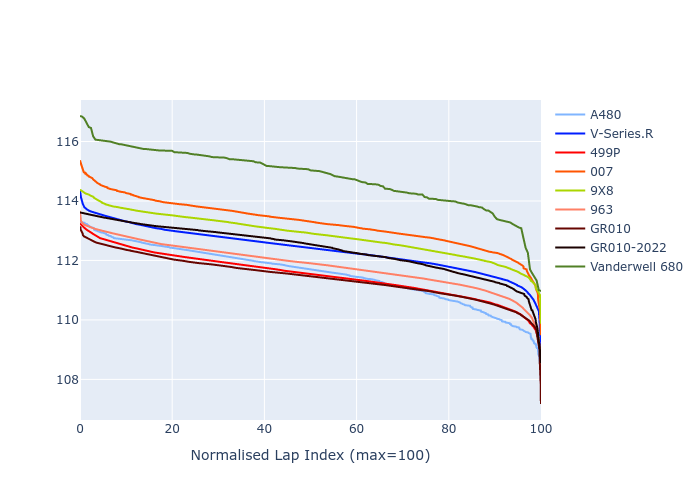 116
114
112
110
108
0 20 40 60 80 100
Normalised Lap Index (max=100)
A480
V-Series.R
499P
007
9X8
963
GR010
GR010-2022
Vanderwell 680